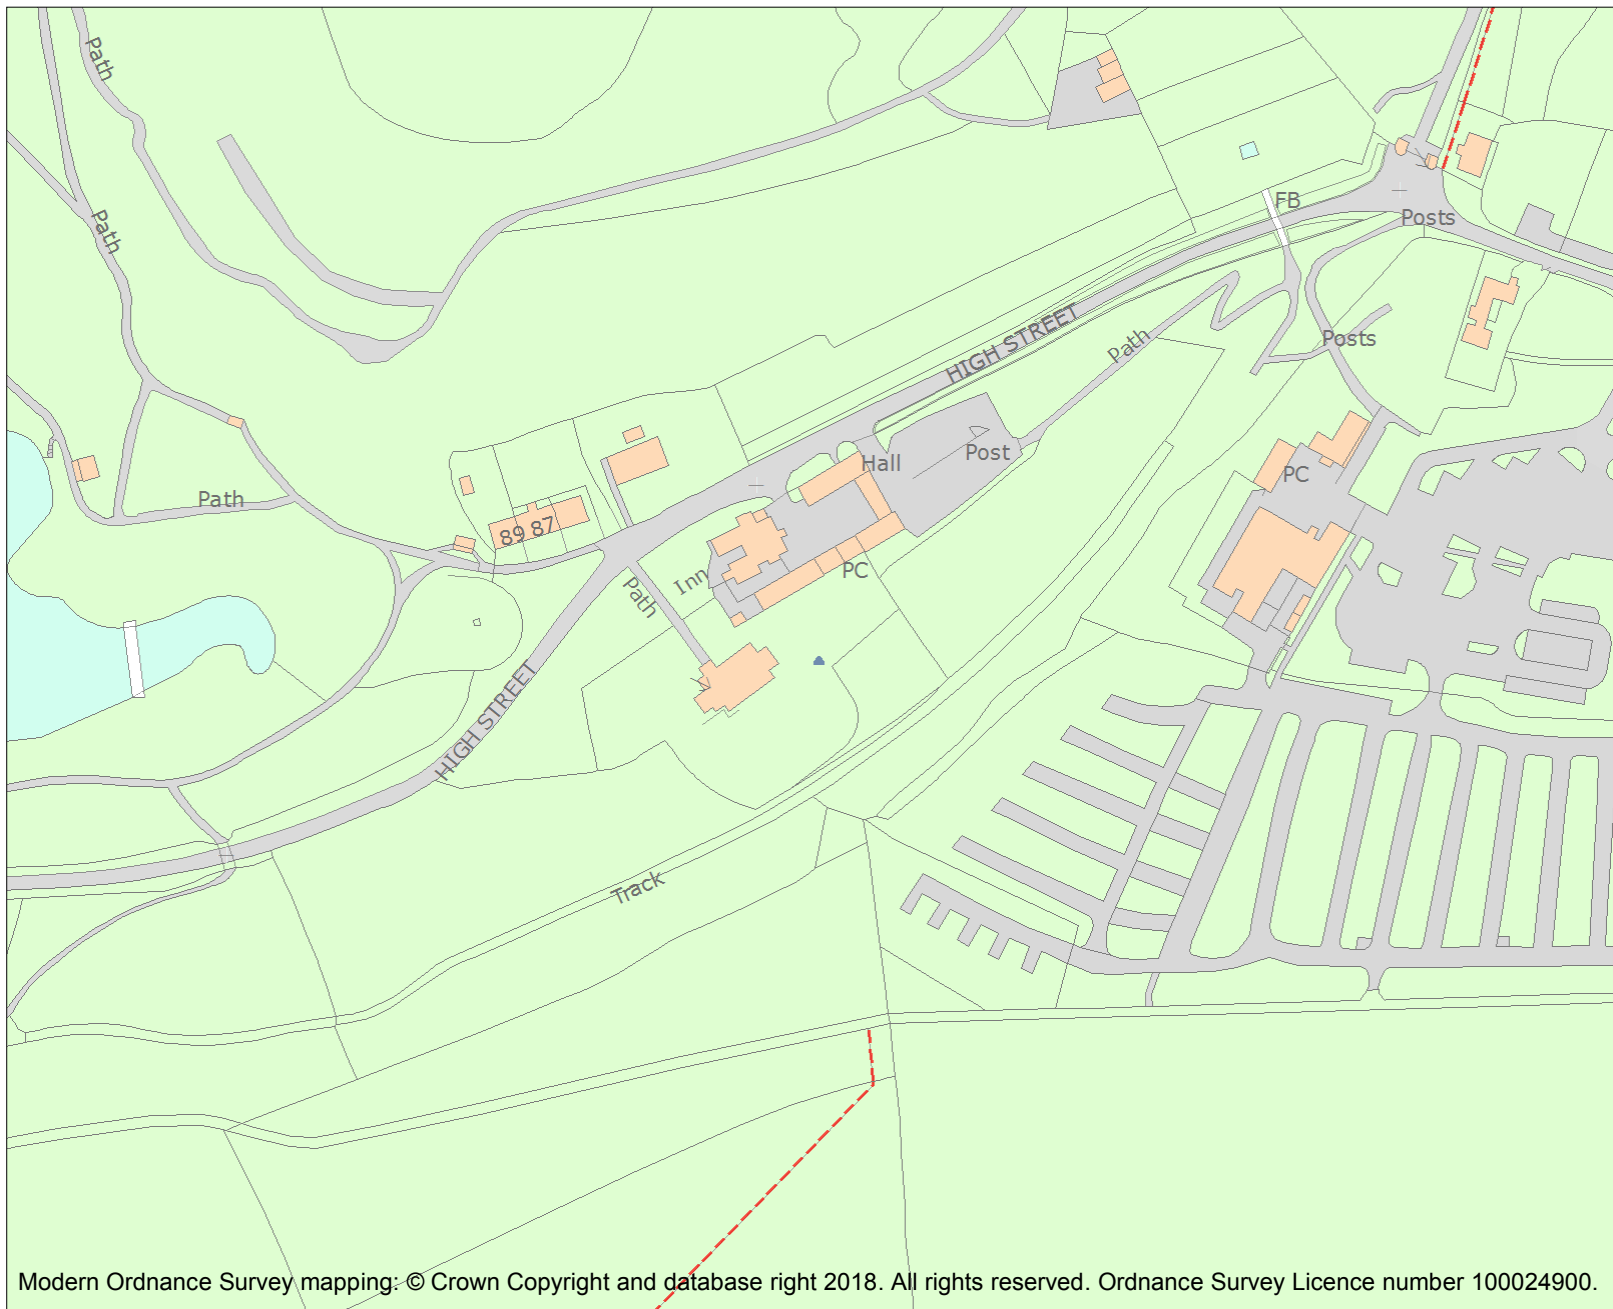 Path
Path
FB
Posts
HIGH STREET
Path
Posts
Hall
Post
PC
Path
89 87
Inn
PC
Path
HIGH STREET
Track
Modern Ordnance Survey mapping: © Crown Copyright and database right 2018. All rights reserved. Ordnance Survey Licence number 100024900.